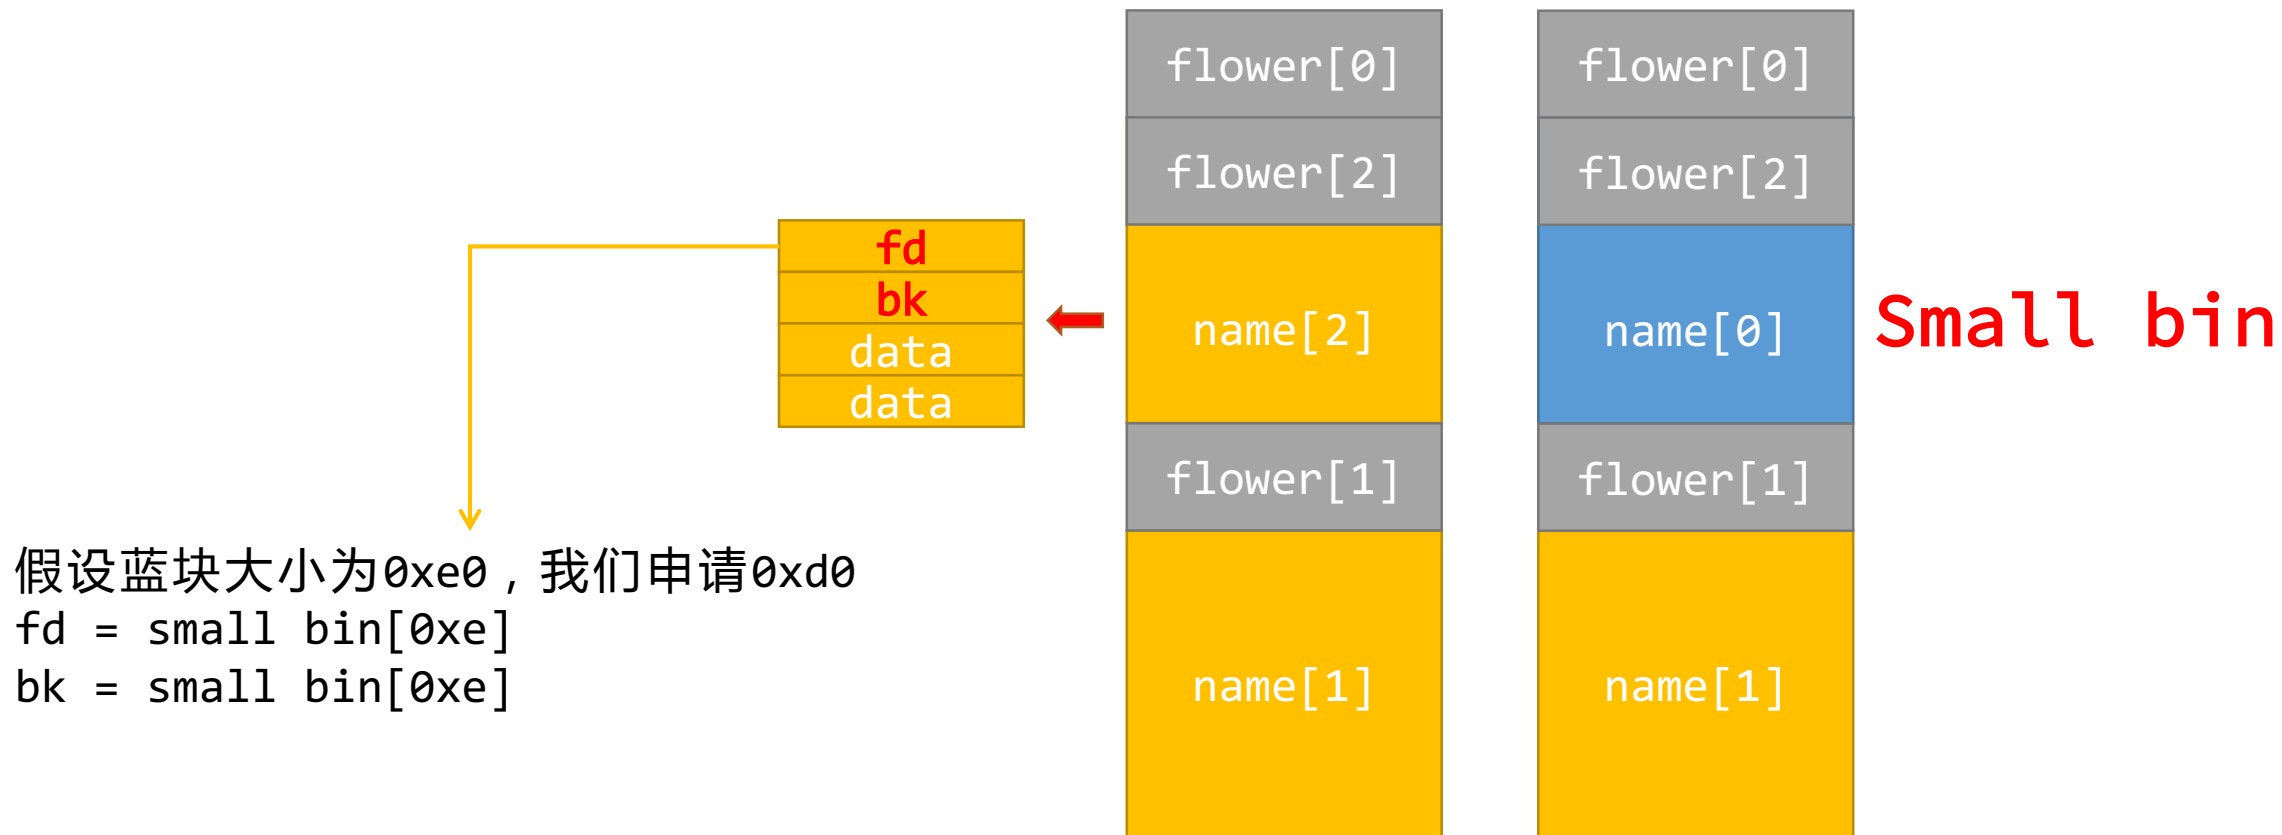 flower[0]
flower[2]
name[2]
flower[1]
name[1]
flower[0]
flower[2]
name[0]
flower[1]
name[1]
Small bin
fd
bk
data
data
假设蓝块大小为0xe0，我们申请0xd0
fd = small bin[0xe]
bk = small bin[0xe]